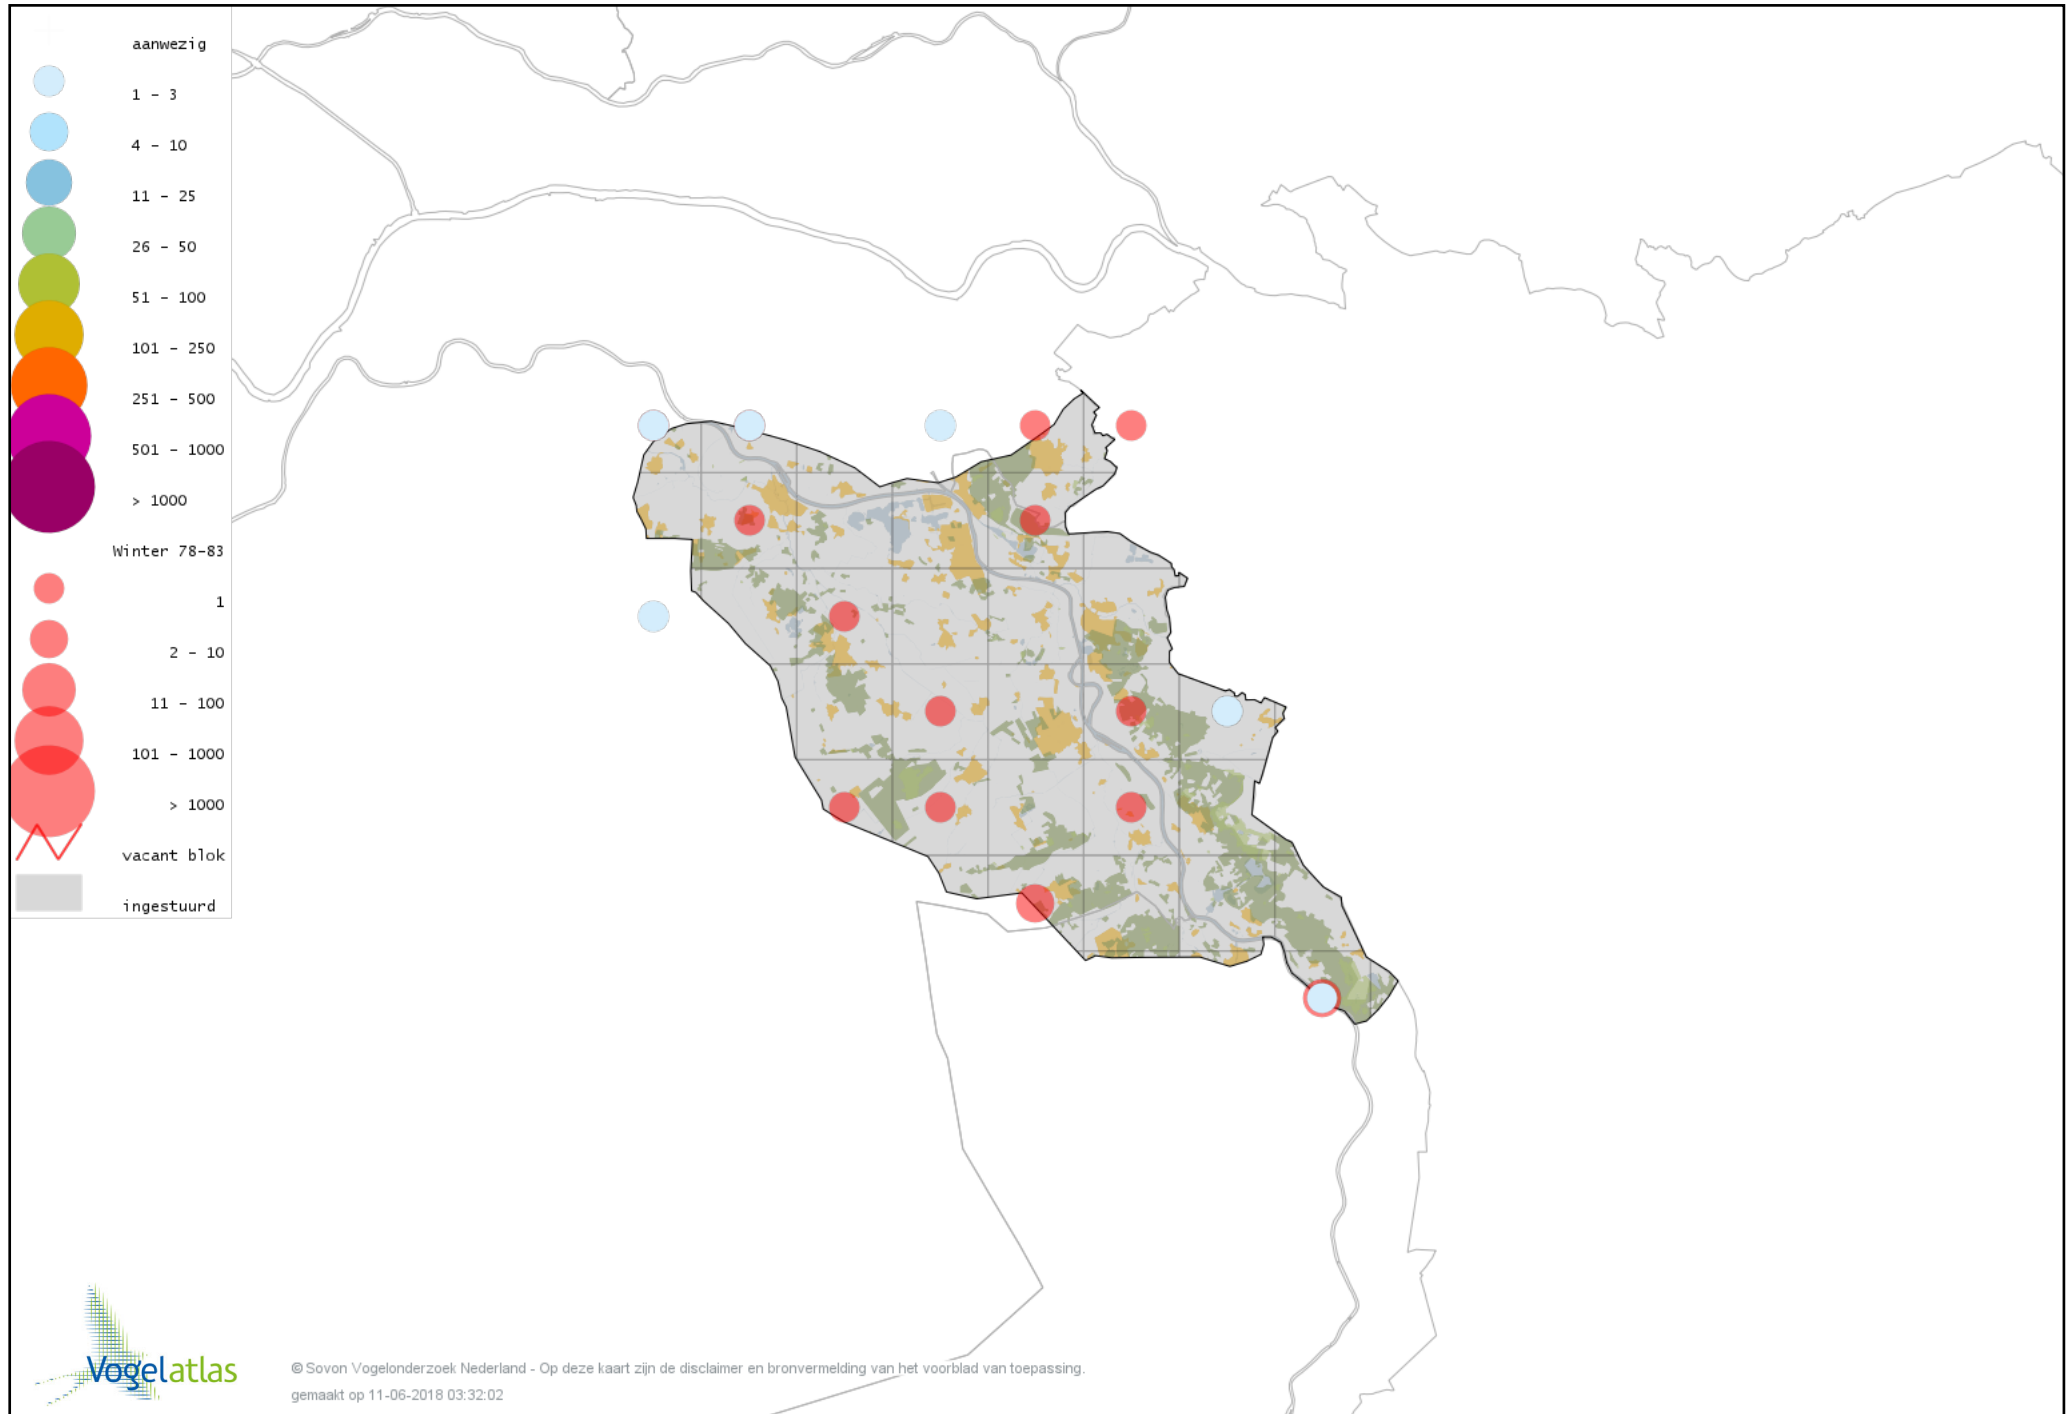 aanwezig
1 - 3
4 - 10
11 - 25
26 - 50
51 - 100
101 - 250
251 - 500
501 - 1000
> 1000
Winter 78-83
1
2 - 10
11 - 100
101 - 1000
> 1000
vacant blok
ingestuurd
Vogelatlas
© Sovon Vogelonderzoek Nederland - Op deze kaart zijn de disclaimer en bronvermelding van het voorblad van toepassing.
gemaakt op 11-06-2018 03:32:02